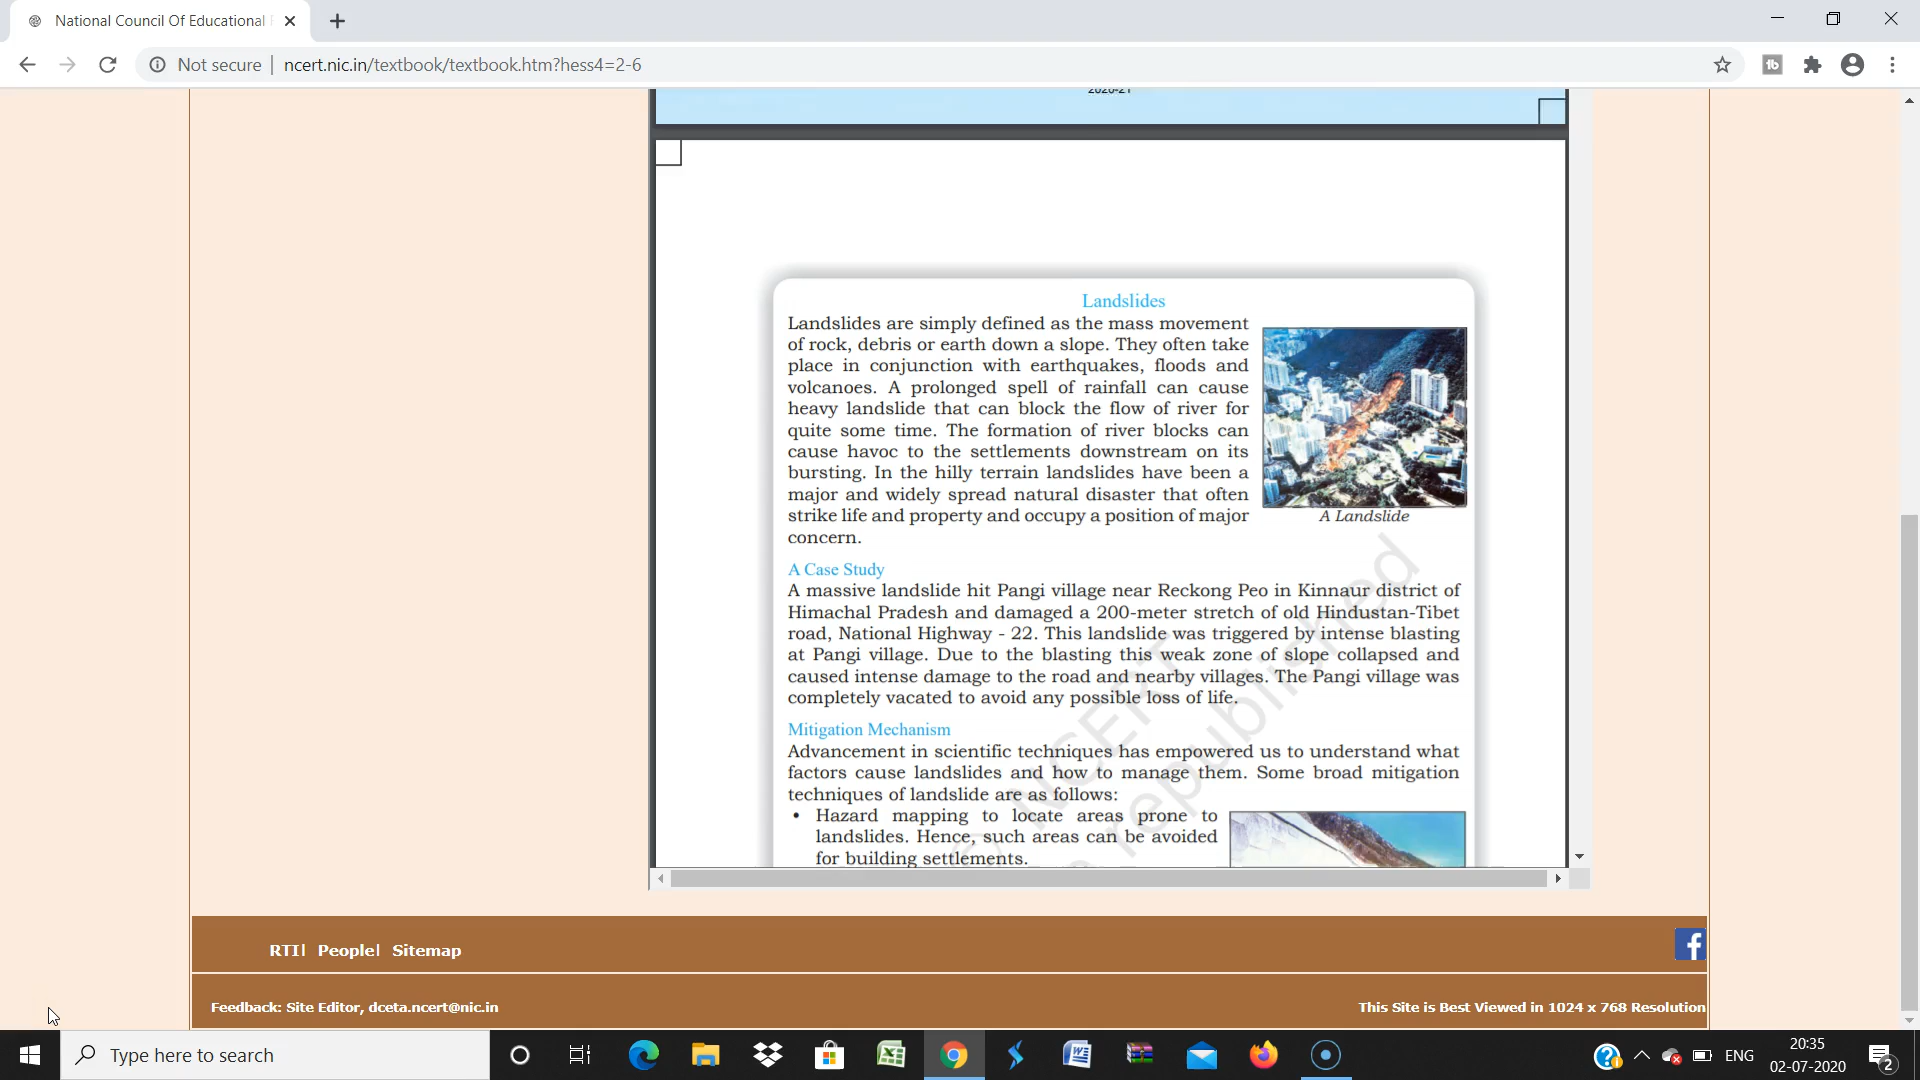 National Council Of Educational
Not secure
ncert.nic.in/textbook/textbook.htm?hess4=2-6
2020-21
Landslides
Landslides are simply defined as the mass movement
of rock, debris or earth down a slope. They often take
place in conjunction with earthquakes, floods and
volcanoes. A prolonged spell of rainfall can cause
heavy landslide that can block the flow of river for
quite some time. The formation of river blocks can
cause havoc to the settlements downstream on its
bursting. In the hilly terrain landslides have been a
major and widely spread natural disaster that often
strike life and property and occupy a position of major
concern.
A Landslide
A Case Study
A massive landslide hit Pangi village near Reckong Peo in Kinnaur district of
Himachal Pradesh and damaged a 200-meter stretch of old Hindustan-Tibet
road, National Highway - 22. This landslide was triggered by intense blasting
at Pangi village. Due to the blasting this weak zone of slope collapsed and
caused intense damage to the road and nearby villages. The Pangi village was
completely vacated to avoid any possible loss of life.
Mitigation Mechanism
Advancement in scientific techniques has empowered us to understand what
factors cause landslides and how to manage them. Some broad mitigation
techniques of landslide are as follows:
• Hazard mapping to locate areas prone to
landslides. Hence, such areas can be avoided
for building settlements.
© NCERT
e republished
RTI| People| Sitemap
Feedback: Site Editor, dceta.ncert@nic.in
This Site is Best Viewed in 1024 x 768 Resolution
Type here to search
ENG
20:35
02-07-2020
2